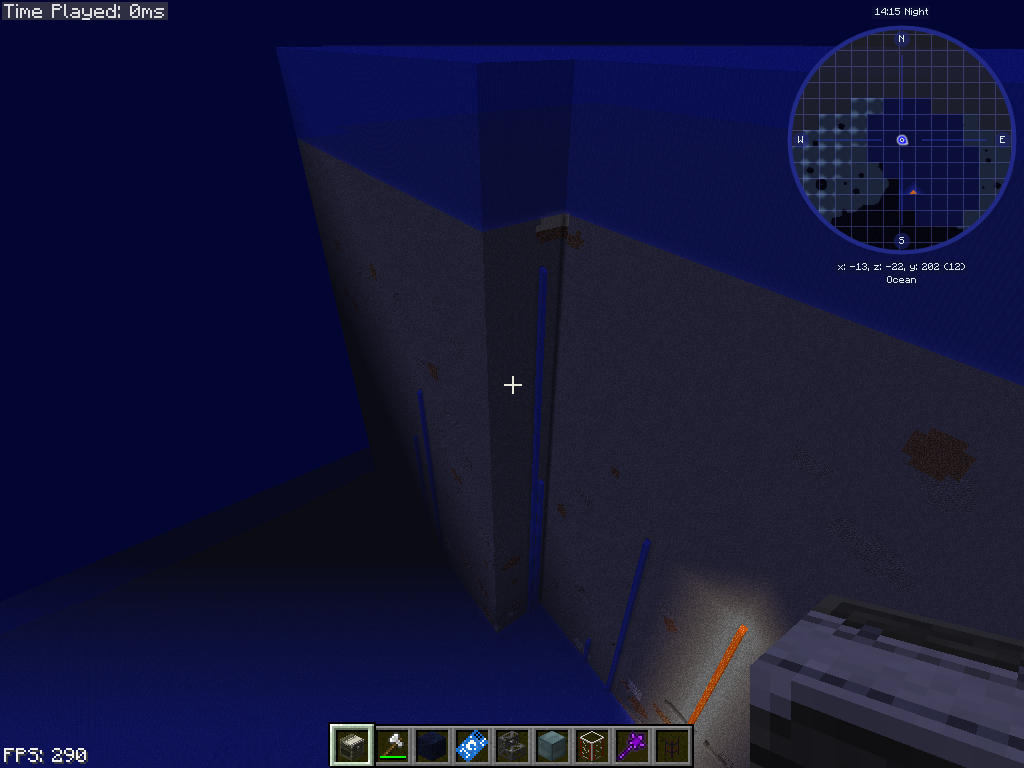 Time Played: 0ms
14:15 Night
N
W
E
S
x: -13, z: -22, y: 202 (12)
Ocean
FPS: 290